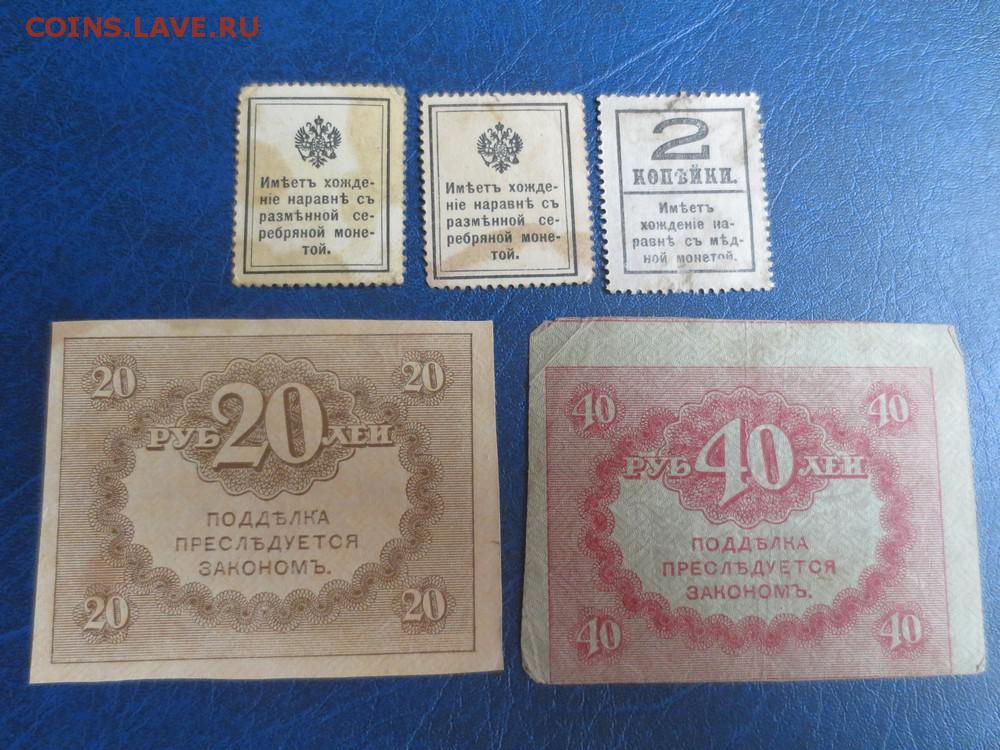 COINS.LAVE.RU
Имѣетъ хожде-
ніе наравнѣ съ
размѣнной се-
ребряной моне-
той.
Имѣетъ хожде-
ніе наравнѣ съ
размѣнной се-
ребряной моне-
той.
2
КОПѢЙКИ.
Имѣетъ
хожденіе на-
равнѣ съ мѣд-
ной монетой.
20 20
РУБ 20 ЛЕЙ
ПОДДѢЛКА
ПРЕСЛѢДУЕТСЯ
ЗАКОНОМЪ.
20 20
40 40
РУБ 40 ЛЕЙ
ПОДДѢЛКА
ПРЕСЛѢДУЕТСЯ
ЗАКОНОМЪ.
40 40